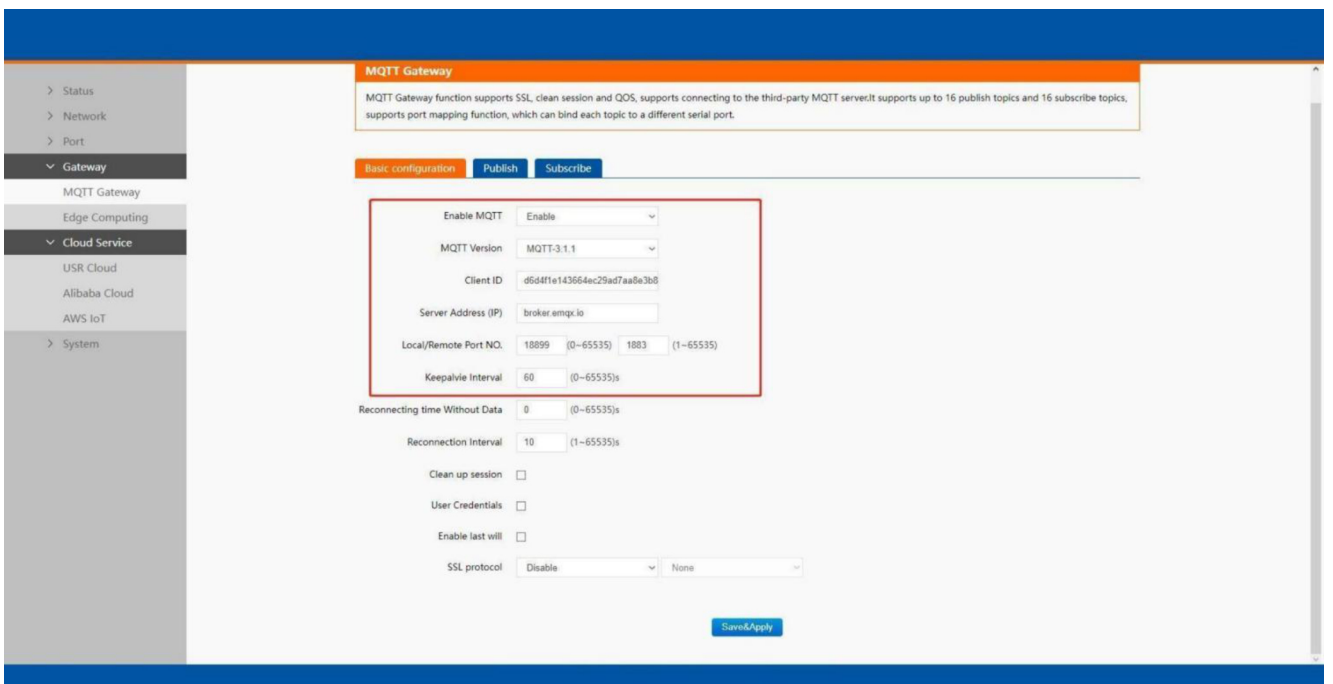 MQTT Gateway
MQTT Gateway function supports SSL, clean session and QOS, supports connecting to the third-party MQTT server.It supports up to 16 publish topics and 16 subscribe topics,
supports port mapping function, which can bind each topic to a different serial port.
Status
Network
Port
Gateway
MQTT Gateway
Edge Computing
Cloud Service
USR Cloud
Alibaba Cloud
AWS IoT
System
Basic configuration Publish Subscribe
Enable MQTT Enable
MQTT Version MQTT-3.1.1
Client ID d6d4f1e143664ec29ad7aa8e3b8
Server Address (IP) broker.emqx.io
Local/Remote Port NO. 18899 (0~65535) 1883 (1~65535)
Keepalvie Interval 60 (0~65535)s
Reconnecting time Without Data 0 (0~65535)s
Reconnection Interval 10 (1~65535)s
Clean up session
User Credentials
Enable last will
SSL protocol Disable None
Save&Apply